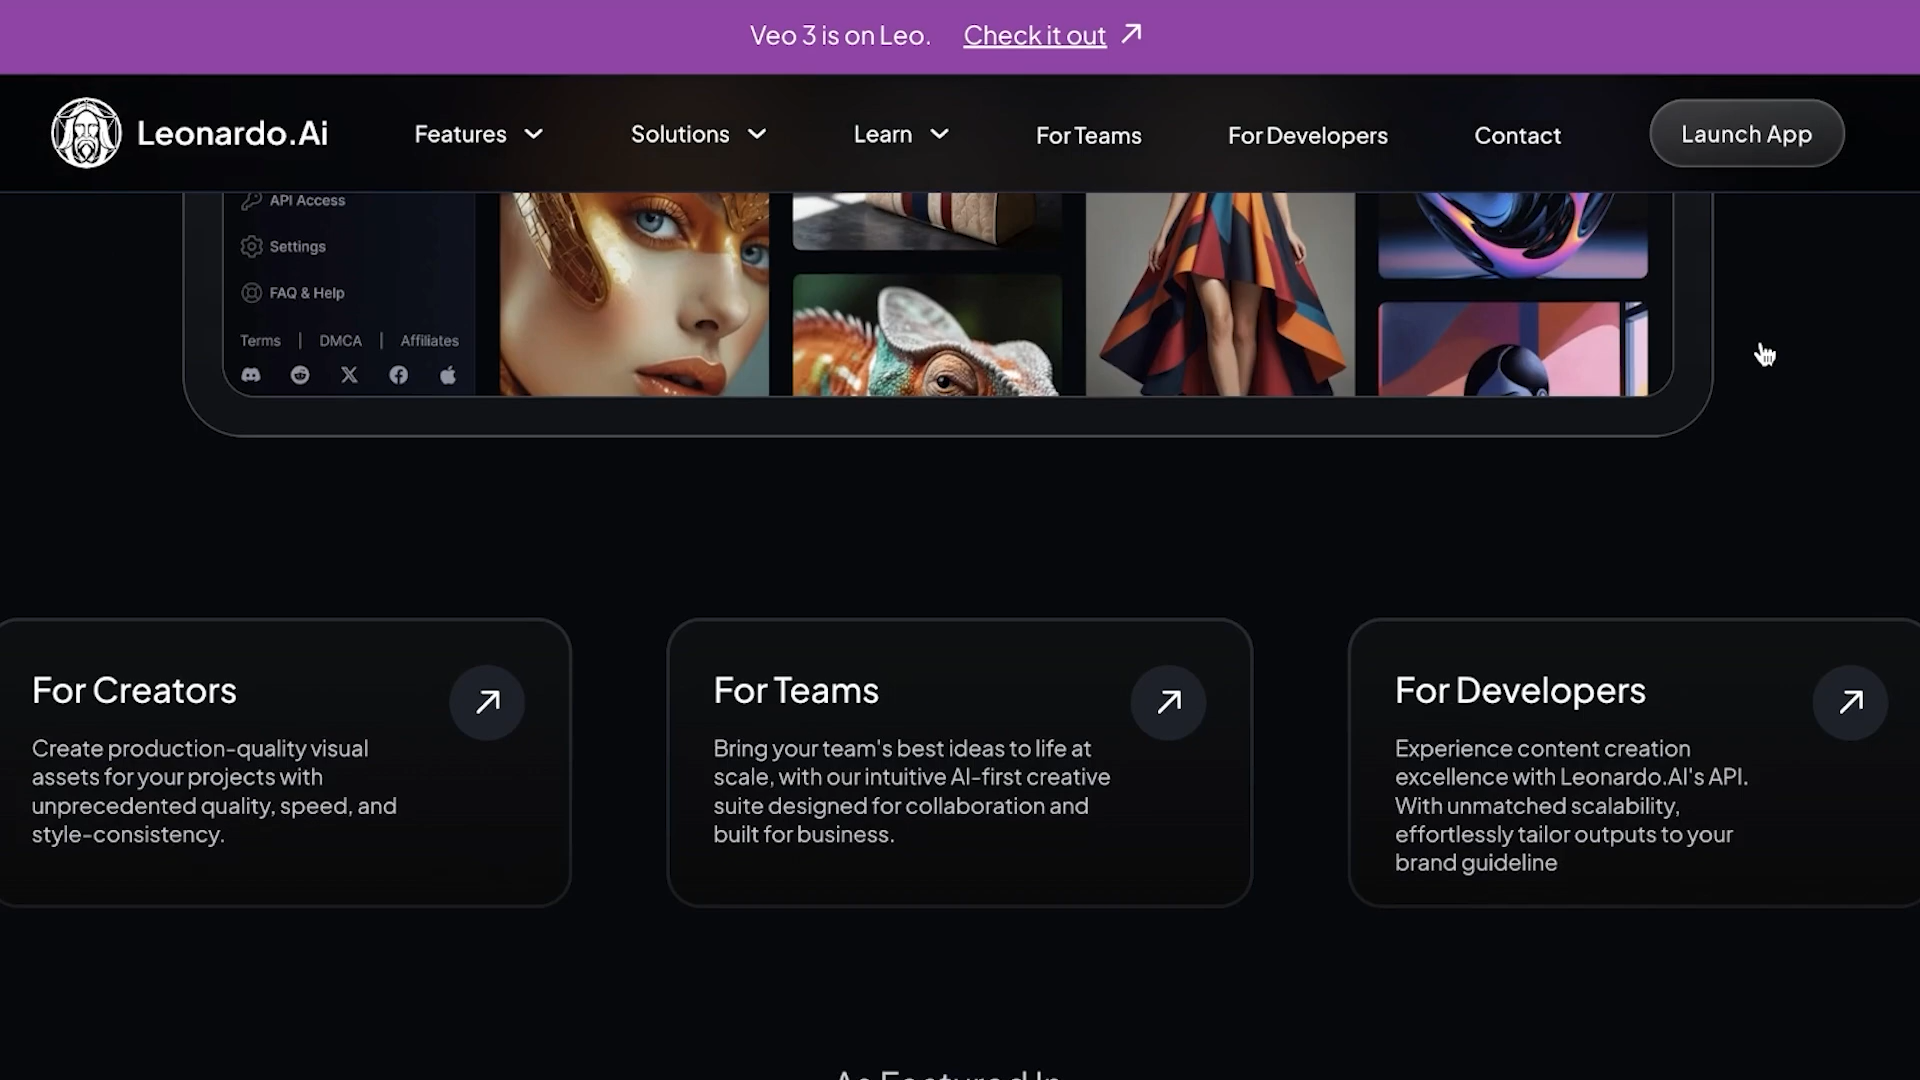 Veo 3 is on Leo. Check it out
Leonardo.Ai Features Solutions Learn For Teams For Developers Contact Launch App
API Access
Settings
FAQ & Help
Terms | DMCA | Affiliates
For Creators
Create production-quality visual
assets for your projects with
unprecedented quality, speed, and
style-consistency.
For Teams
Bring your team's best ideas to life at
scale, with our intuitive AI-first creative
suite designed for collaboration and
built for business.
For Developers
Experience content creation
excellence with Leonardo.AI's API.
With unmatched scalability,
effortlessly tailor outputs to your
brand guideline
As Featured In